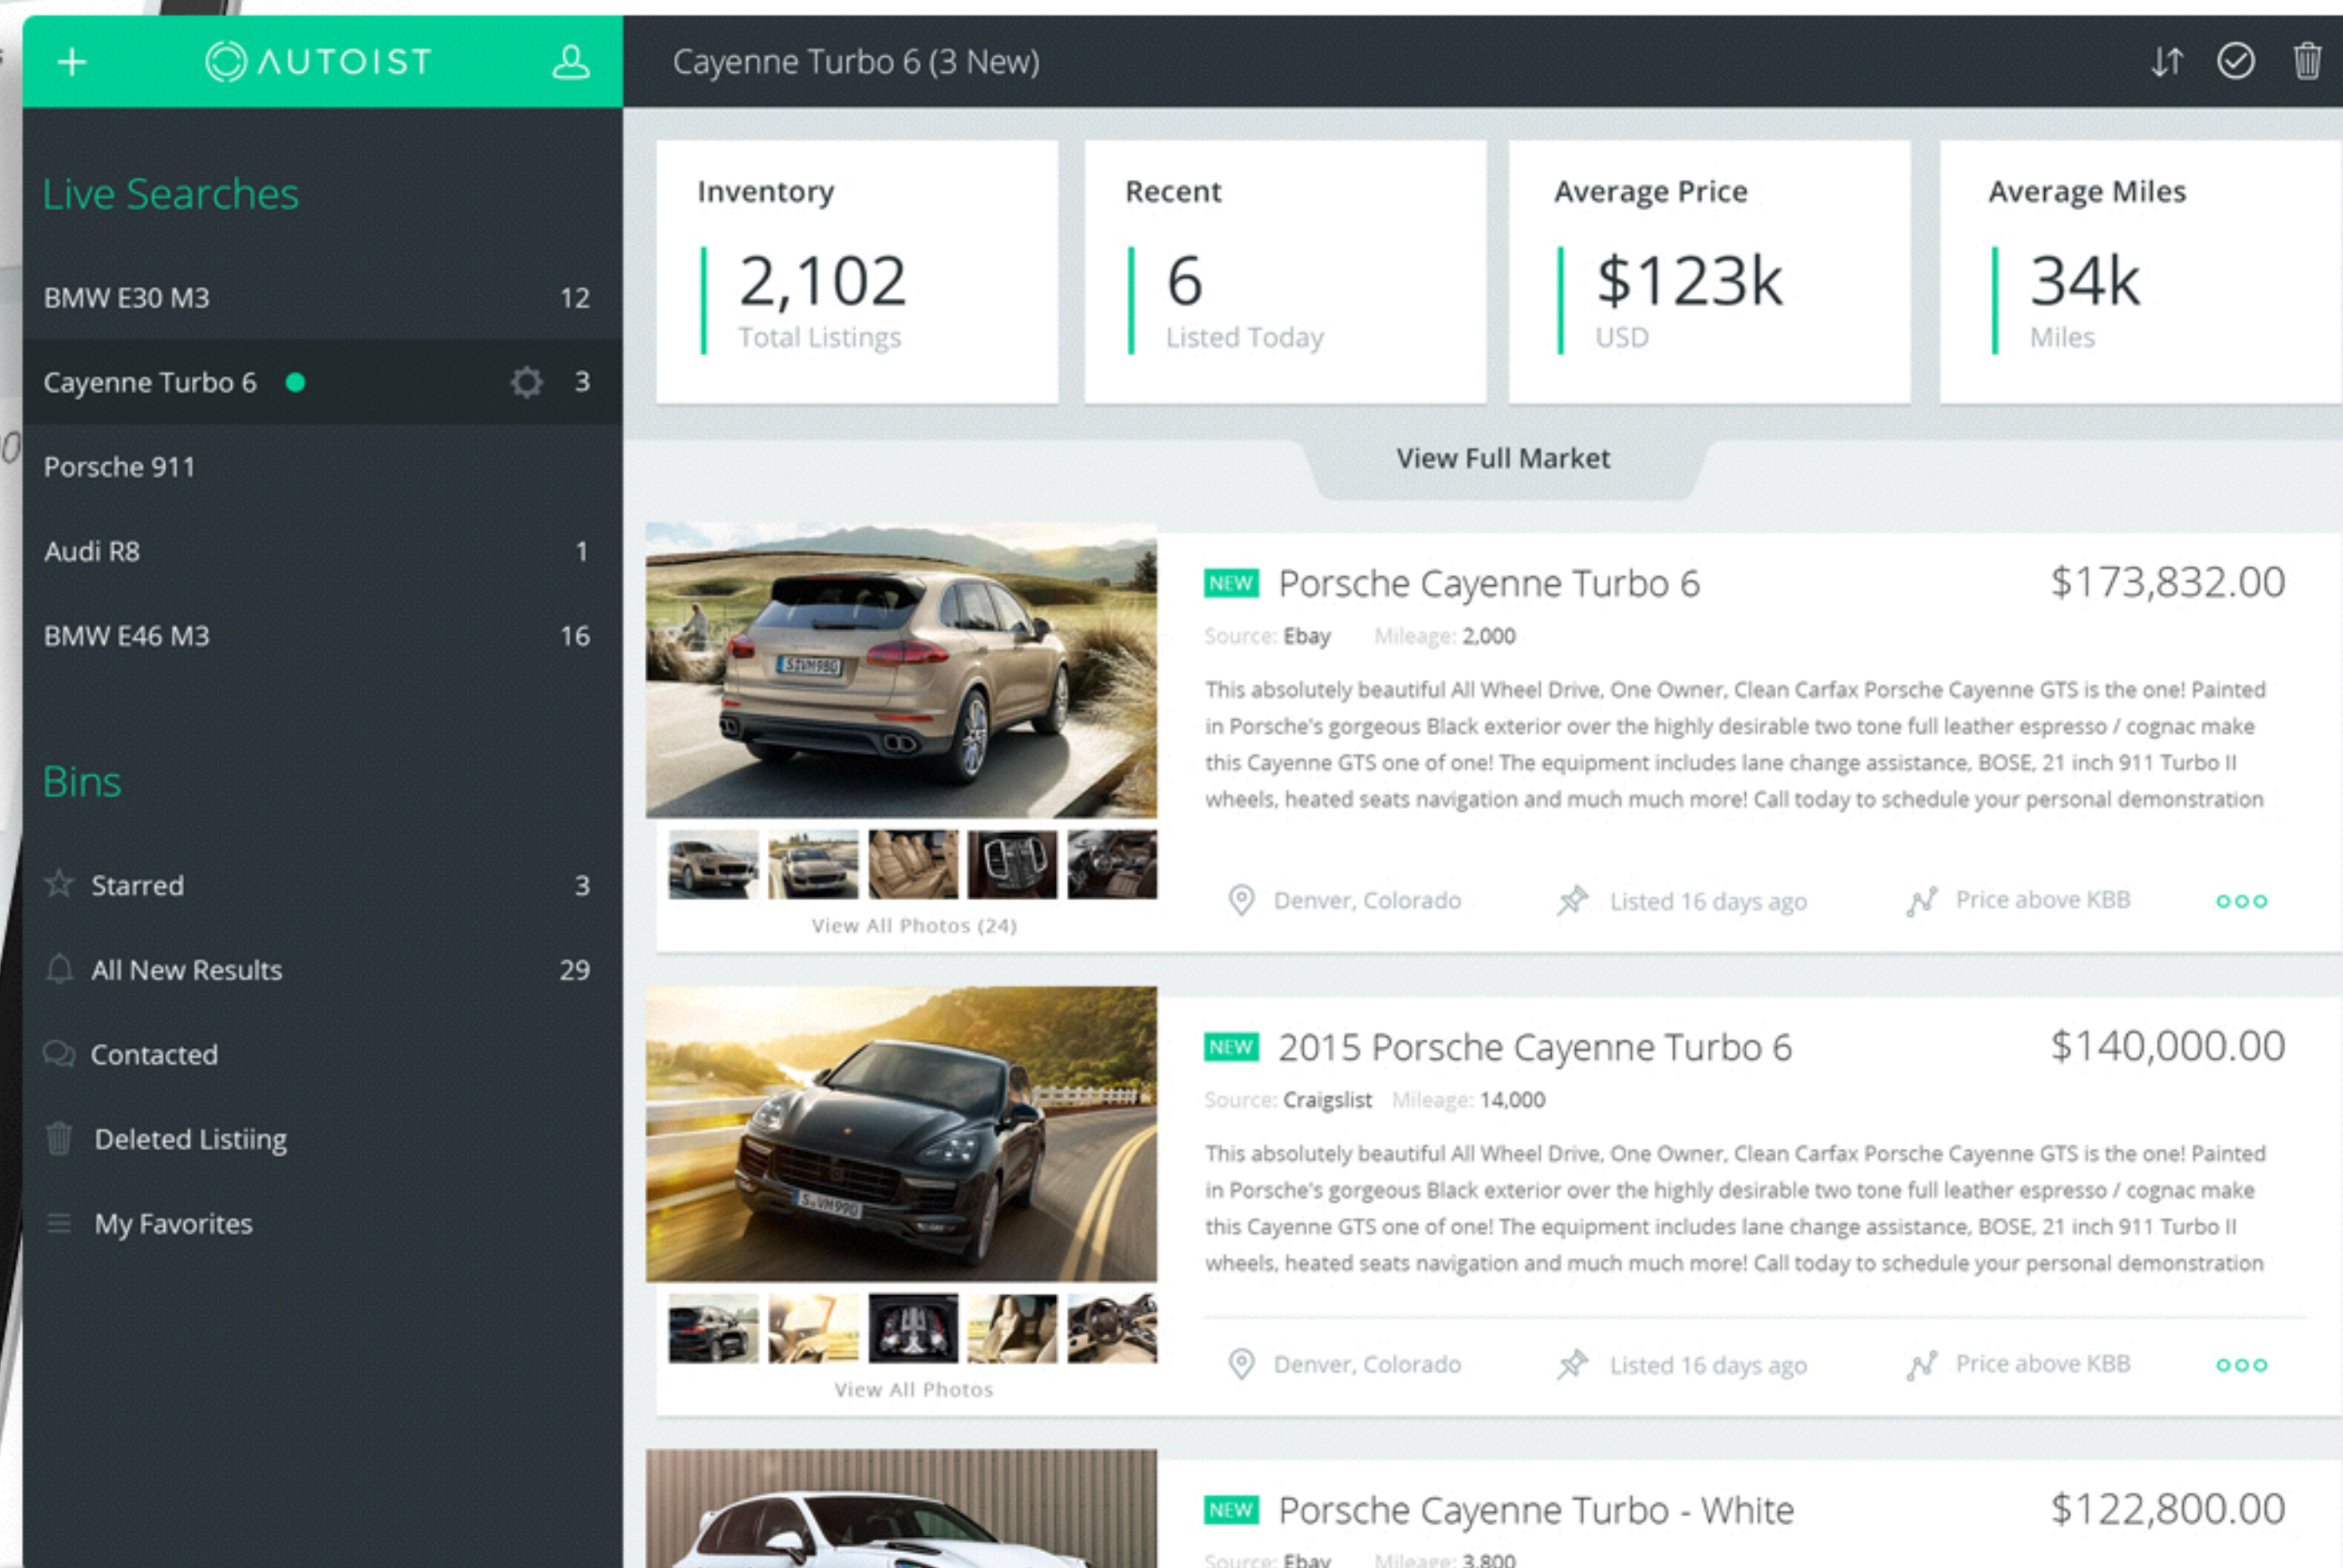 AUTOIST
Cayenne Turbo 6 (3 New)
Live Searches
BMW E30 M3 12
Cayenne Turbo 6 3
Porsche 911
Audi R8 1
BMW E46 M3 16
Bins
Starred 3
All New Results 29
Contacted
Deleted Listiing
My Favorites
Inventory
2,102
Total Listings
Recent
6
Listed Today
Average Price
$123k
USD
Average Miles
34k
Miles
View Full Market
NEW Porsche Cayenne Turbo 6 $173,832.00
Source: Ebay Mileage: 2,000
This absolutely beautiful All Wheel Drive, One Owner, Clean Carfax Porsche Cayenne GTS is the one! Painted
in Porsche's gorgeous Black exterior over the highly desirable two tone full leather espresso / cognac make
this Cayenne GTS one of one! The equipment includes lane change assistance, BOSE, 21 inch 911 Turbo II
wheels, heated seats navigation and much much more! Call today to schedule your personal demonstration
View All Photos (24)
Denver, Colorado Listed 16 days ago Price above KBB
NEW 2015 Porsche Cayenne Turbo 6 $140,000.00
Source: Craigslist Mileage: 14,000
This absolutely beautiful All Wheel Drive, One Owner, Clean Carfax Porsche Cayenne GTS is the one! Painted
in Porsche's gorgeous Black exterior over the highly desirable two tone full leather espresso / cognac make
this Cayenne GTS one of one! The equipment includes lane change assistance, BOSE, 21 inch 911 Turbo II
wheels, heated seats navigation and much much more! Call today to schedule your personal demonstration
View All Photos
Denver, Colorado Listed 16 days ago Price above KBB
NEW Porsche Cayenne Turbo - White $122,800.00
Source: Ebay Mileage: 3,800